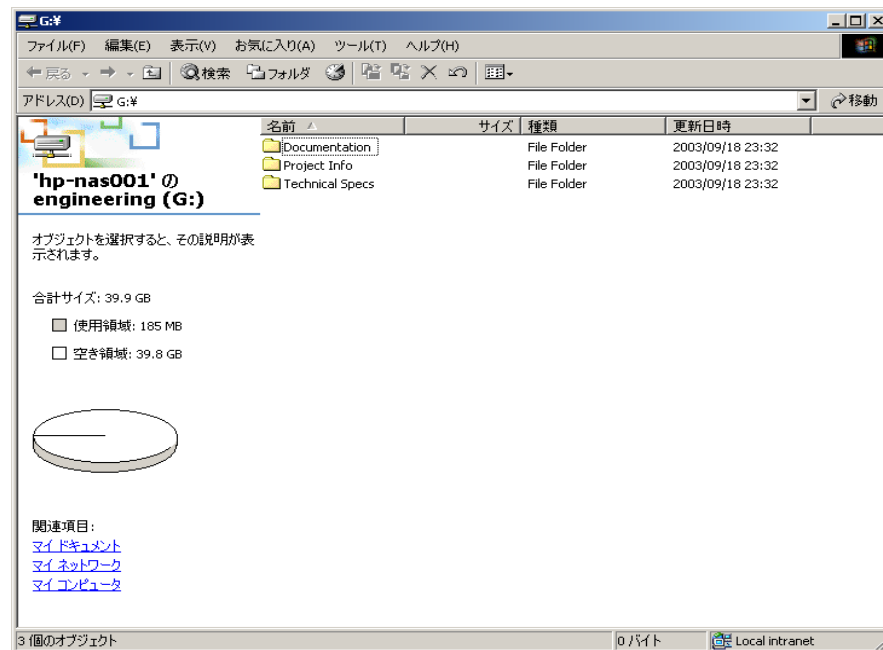 G:¥
ファイル(F) 編集(E) 表示(V) お気に入り(A) ツール(T) ヘルプ(H)
戻る 検索 フォルダ
アドレス(D) G:¥ 移動
名前 サイズ 種類 更新日時
Documentation File Folder 2003/09/18 23:32
Project Info File Folder 2003/09/18 23:32
Technical Specs File Folder 2003/09/18 23:32
'hp-nas001' の
engineering (G:)
オブジェクトを選択すると、その説明が表
示されます。
合計サイズ: 39.9 GB
使用領域: 185 MB
空き領域: 39.8 GB
関連項目:
マイ ドキュメント
マイ ネットワーク
マイ コンピュータ
3 個のオブジェクト 0 バイト Local intranet